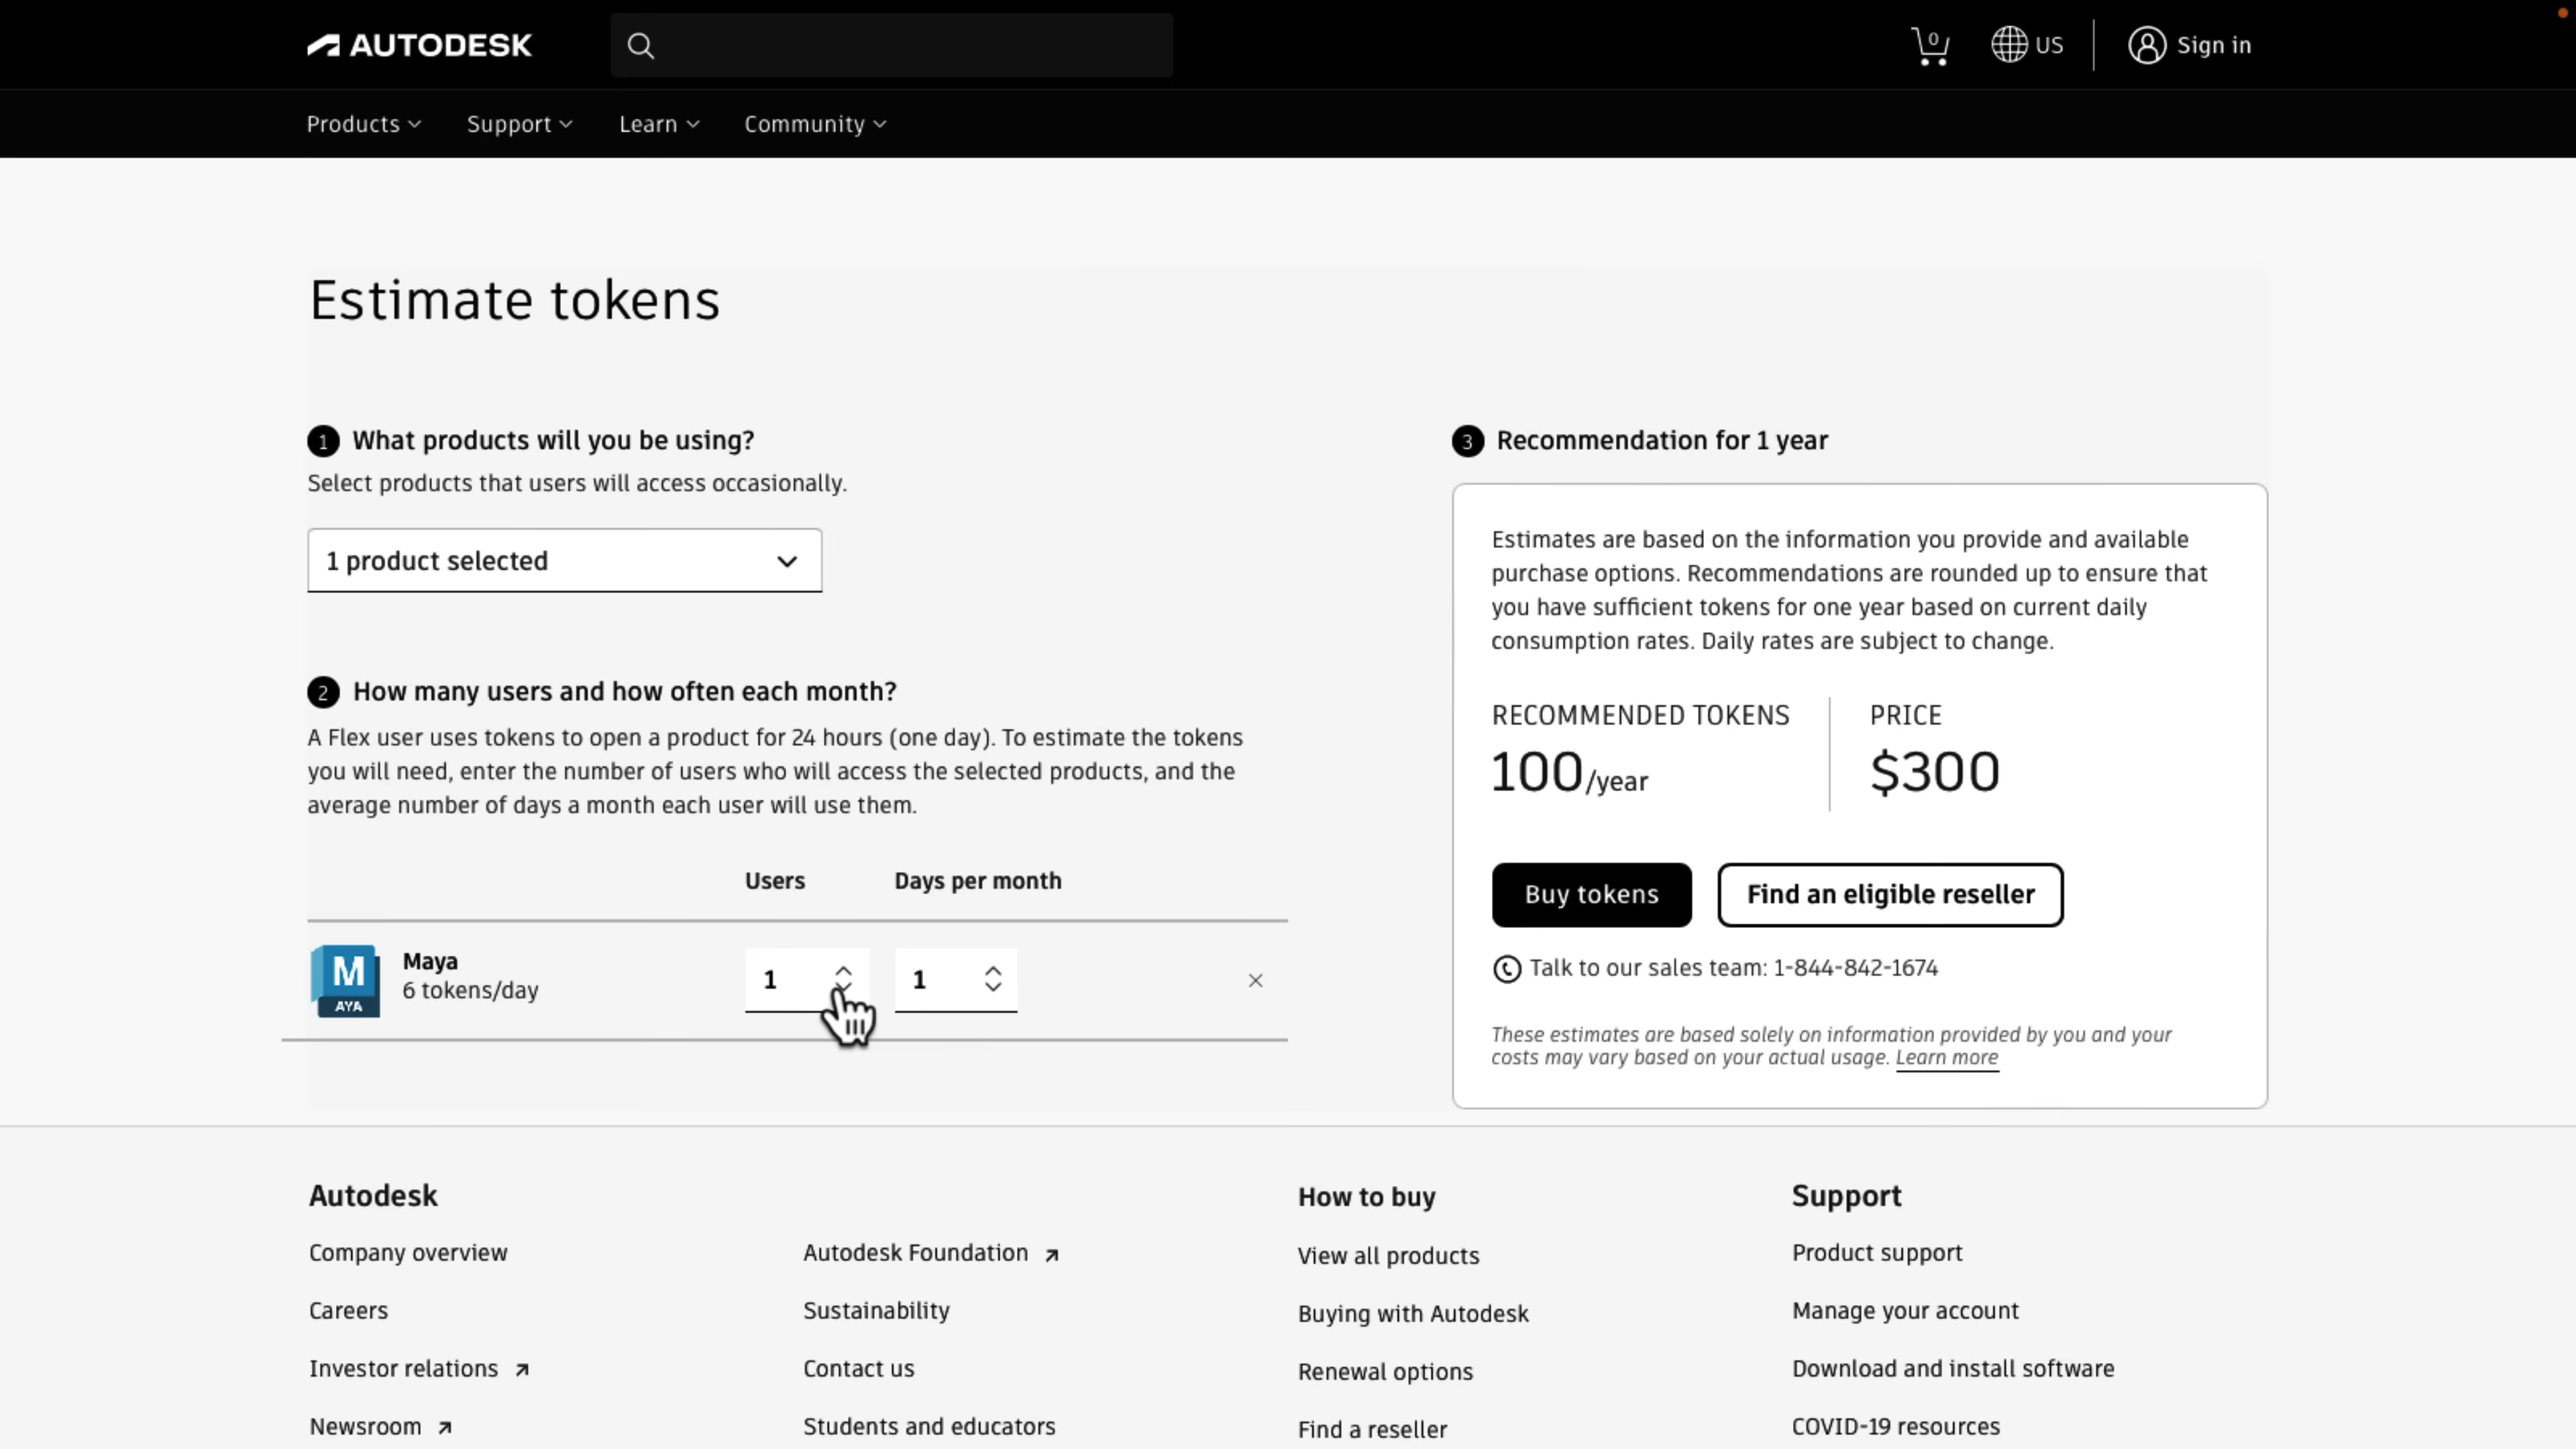 AUTODESK
0
US
Sign in
Products
Support
Learn
Community
Estimate tokens
1 What products will you be using?
Select products that users will access occasionally.
1 product selected
2 How many users and how often each month?
A Flex user uses tokens to open a product for 24 hours (one day). To estimate the tokens
you will need, enter the number of users who will access the selected products, and the
average number of days a month each user will use them.
Users Days per month
M
AYA
Maya
6 tokens/day
1
1
3 Recommendation for 1 year
Estimates are based on the information you provide and available
purchase options. Recommendations are rounded up to ensure that
you have sufficient tokens for one year based on current daily
consumption rates. Daily rates are subject to change.
RECOMMENDED TOKENS
100/year
PRICE
$300
Buy tokens
Find an eligible reseller
Talk to our sales team: 1-844-842-1674
These estimates are based solely on information provided by you and your
costs may vary based on your actual usage. Learn more
Autodesk
Company overview
Careers
Investor relations
Newsroom
Autodesk Foundation
Sustainability
Contact us
Students and educators
How to buy
View all products
Buying with Autodesk
Renewal options
Find a reseller
Support
Product support
Manage your account
Download and install software
COVID-19 resources